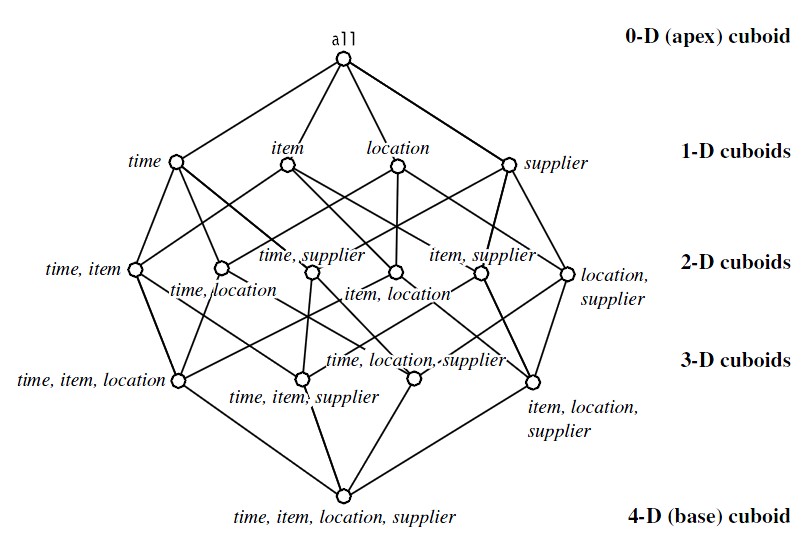 all
0-D (apex) cuboid
time
item
location
supplier
1-D cuboids
time, item
time, location
time, supplier
item, location
item, supplier
location,
supplier
2-D cuboids
time, item, location
time, item, supplier
time, location, supplier
item, location,
supplier
3-D cuboids
time, item, location, supplier
4-D (base) cuboid